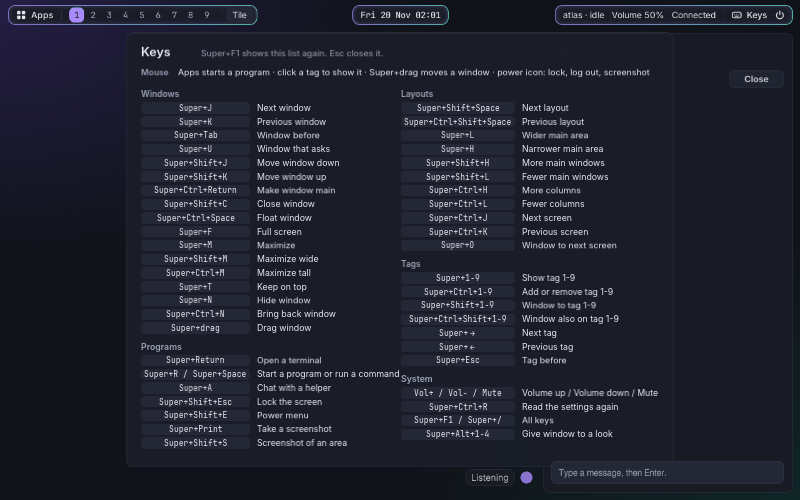 Apps 1 2 3 4 5 6 7 8 9 Tile
Fri 20 Nov 02:01
atlas · idle Volume 50% Connected Keys
Keys Super+F1 shows this list again. Esc closes it.
Mouse Apps starts a program · click a tag to show it · Super+drag moves a window · power icon: lock, log out, screenshot
Close
Windows
Super+J Next window
Super+K Previous window
Super+Tab Window before
Super+U Window that asks
Super+Shift+J Move window down
Super+Shift+K Move window up
Super+Ctrl+Return Make window main
Super+Shift+C Close window
Super+Ctrl+Space Float window
Super+F Full screen
Super+M Maximize
Super+Shift+M Maximize wide
Super+Ctrl+M Maximize tall
Super+T Keep on top
Super+N Hide window
Super+Ctrl+N Bring back window
Super+drag Drag window
Programs
Super+Return Open a terminal
Super+R / Super+Space Start a program or run a command
Super+A Chat with a helper
Super+Shift+Esc Lock the screen
Super+Shift+E Power menu
Super+Print Take a screenshot
Super+Shift+S Screenshot of an area
Layouts
Super+Shift+Space Next layout
Super+Ctrl+Shift+Space Previous layout
Super+L Wider main area
Super+H Narrower main area
Super+Shift+H More main windows
Super+Shift+L Fewer main windows
Super+Ctrl+H More columns
Super+Ctrl+L Fewer columns
Super+Ctrl+J Next screen
Super+Ctrl+K Previous screen
Super+O Window to next screen
Tags
Super+1-9 Show tag 1-9
Super+Ctrl+1-9 Add or remove tag 1-9
Super+Shift+1-9 Window to tag 1-9
Super+Ctrl+Shift+1-9 Window also on tag 1-9
Super+→ Next tag
Super+← Previous tag
Super+Esc Tag before
System
Vol+ / Vol- / Mute Volume up / Volume down / Mute
Super+Ctrl+R Read the settings again
Super+F1 / Super+/ All keys
Super+Alt+1-4 Give window to a look
Listening
Type a message, then Enter.